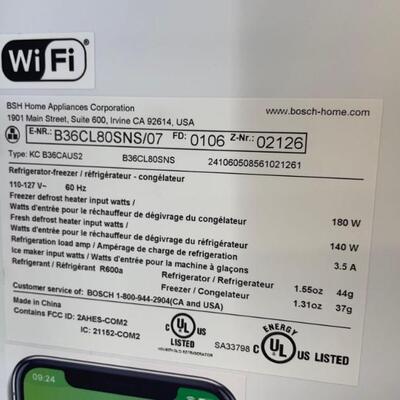 WiFi
BSH Home Appliances Corporation
1901 Main Street, Suite 600, Irvine CA 92614, USA
www.bosch-home.com
E-NR.: B36CL80SNS/07 FD: 0106 Z-Nr.: 02126
Type: KC B36CAUS2 B36CL80SNS 241060508561021261
Refrigerator-freezer / réfrigérateur - congélateur
110-127 V~ 60 Hz
Freezer defrost heater input watts /
Watts d'entrée pour le réchauffeur de dégivrage du congélateur 180 W
Fresh defrost heater input watts /
Watts d'entrée pour le réchauffeur de dégivrage du réfrigérateur 140 W
Refrigeration load amp / Ampérage de charge de réfrigération 3.5 A
Ice maker input watts / Watts d'entrée pour la machine à glaçons
Refrigerant / Réfrigérant R600a Refrigerator / Refrigerateur 1.55oz 44g
Freezer / Congelateur 1.31oz 37g
Customer service of: BOSCH 1-800-944-2904(CA and USA)
Made in China
Contains FCC ID: 2AHES-COM2
IC: 21152-COM2
C UL US
LISTED
SA33798
ENERGY
C UL US LISTED
09:24